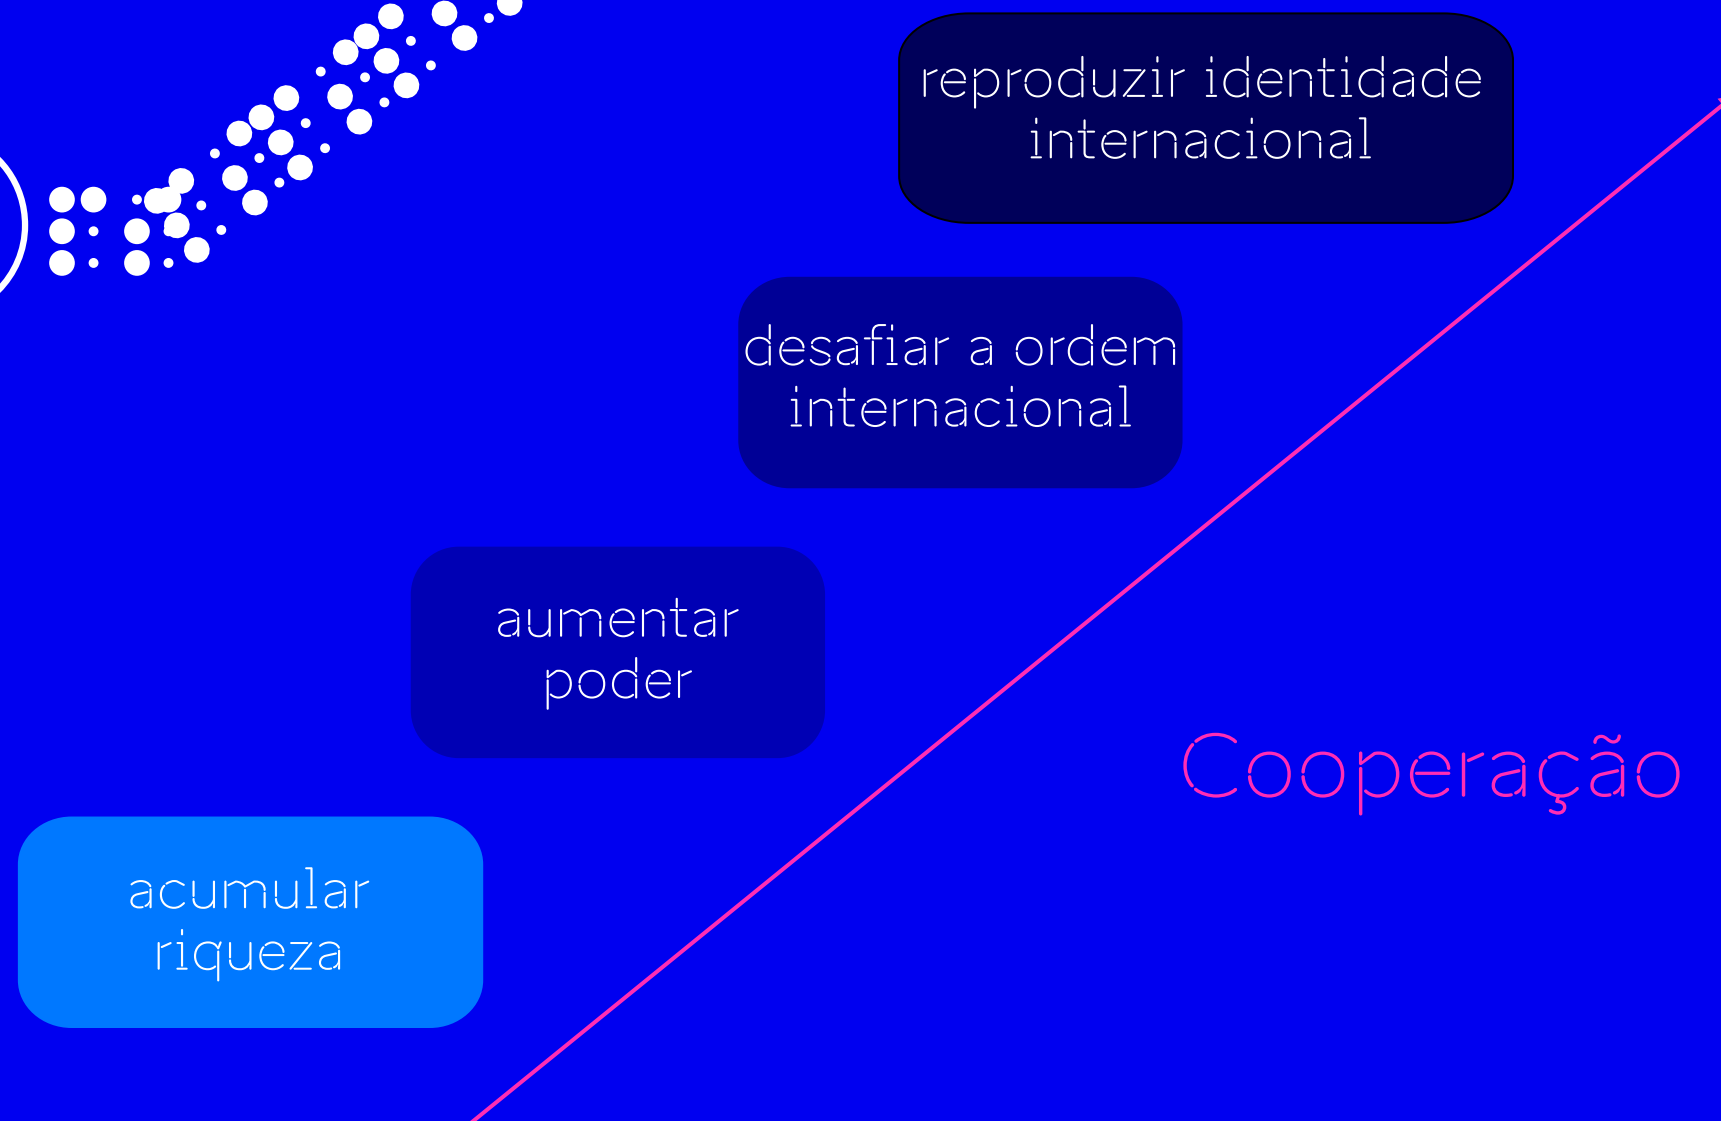 reproduzir identidade
internacional
desafiar a ordem
internacional
aumentar
poder
Cooperação
acumular
riqueza